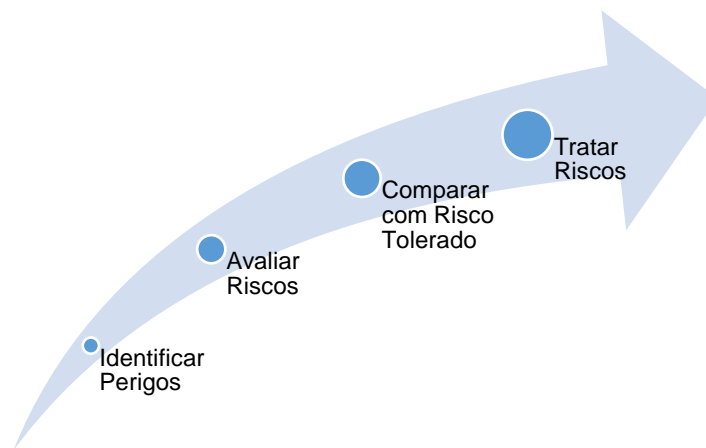 Identificar
Perigos
Avaliar
Riscos
Comparar
com Risco
Tolerado
Tratar
Riscos